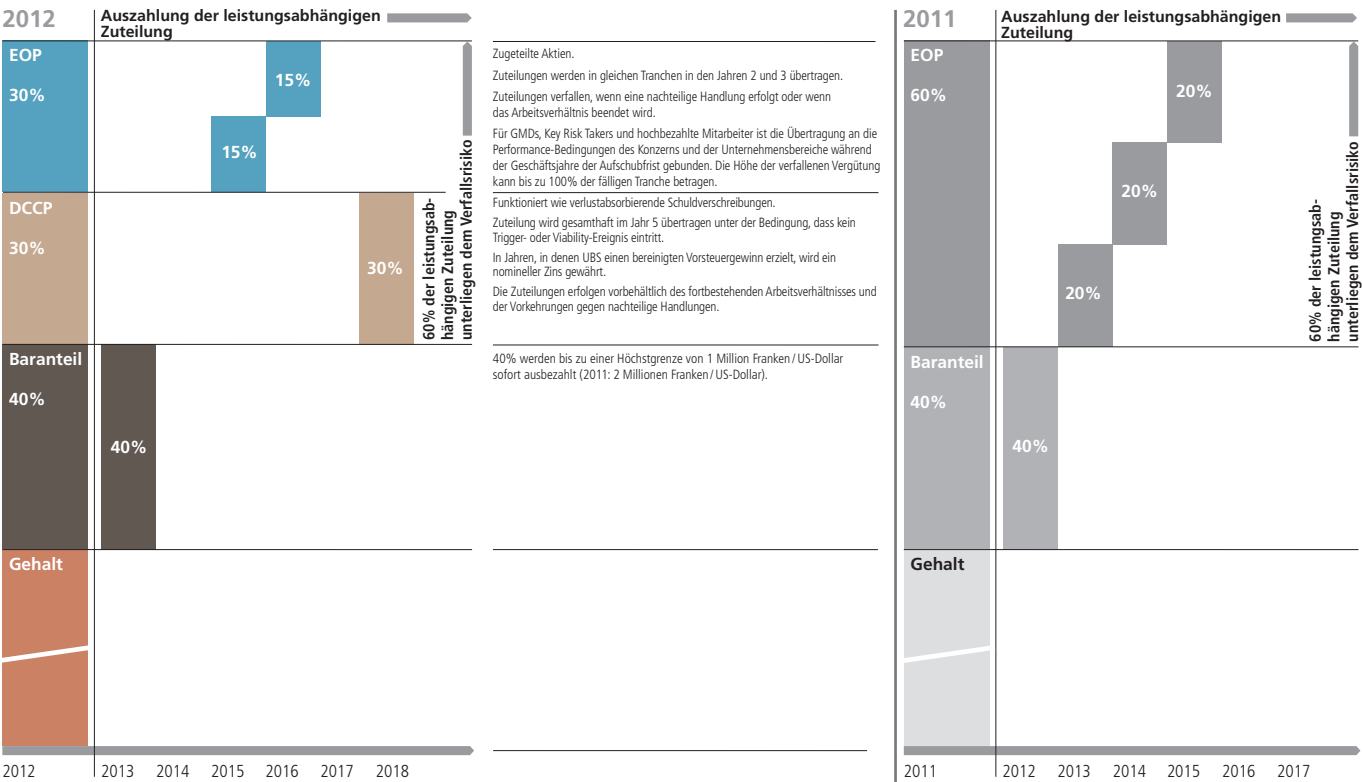 2012
Auszahlung der leistungsabhängigen
Zuteilung
EOP
30%
15%
15%
DCCP
30%
30%
60% der leistungsab-
hängigen Zuteilung
unterliegen dem Verfallsrisiko
Baranteil
40%
40%
Gehalt
2012
2013
2014
2015
2016
2017
2018
Zugeteilte Aktien.
Zuteilungen werden in gleichen Tranchen in den Jahren 2 und 3 übertragen.
Zuteilungen verfallen, wenn eine nachteilige Handlung erfolgt oder wenn
das Arbeitsverhältnis beendet wird.
Für GMDs, Key Risk Takers und hochbezahlte Mitarbeiter ist die Übertragung an die
Performance-Bedingungen des Konzerns und der Unternehmensbereiche während
der Geschäftsjahre der Aufschubfrist gebunden. Die Höhe der verfallenen Vergütung
kann bis zu 100% der fälligen Tranche betragen.
Funktioniert wie verlustabsorbierende Schuldverschreibungen.
Zuteilung wird gesamthaft im Jahr 5 übertragen unter der Bedingung, dass kein
Trigger- oder Viability-Ereignis eintritt.
In Jahren, in denen UBS einen bereinigten Vorsteuergewinn erzielt, wird ein
nomineller Zins gewährt.
Die Zuteilungen erfolgen vorbehältlich des fortbestehenden Arbeitsverhältnisses und
der Vorkehrungen gegen nachteilige Handlungen.
40% werden bis zu einer Höchstgrenze von 1 Million Franken / US-Dollar
sofort ausbezahlt (2011: 2 Millionen Franken / US-Dollar).
2011
Auszahlung der leistungsabhängigen
Zuteilung
EOP
60%
20%
20%
20%
60% der leistungsab-
hängigen Zuteilung
unterliegen dem Verfallsrisiko
Baranteil
40%
40%
Gehalt
2011
2012
2013
2014
2015
2016
2017